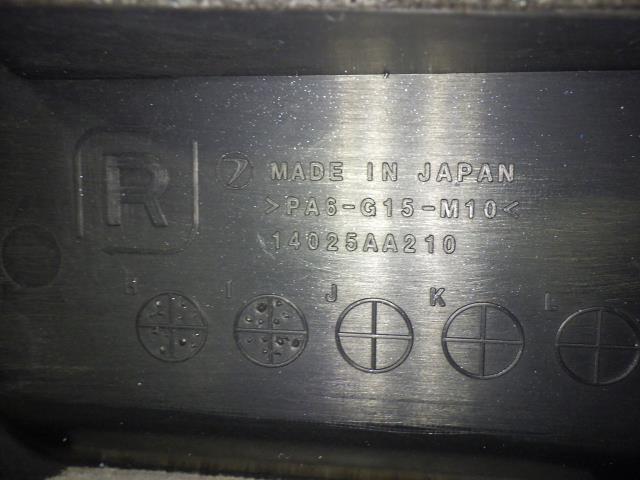 R
MADE IN JAPAN
>PA6-G15-M10<
14025AA210
I J K L